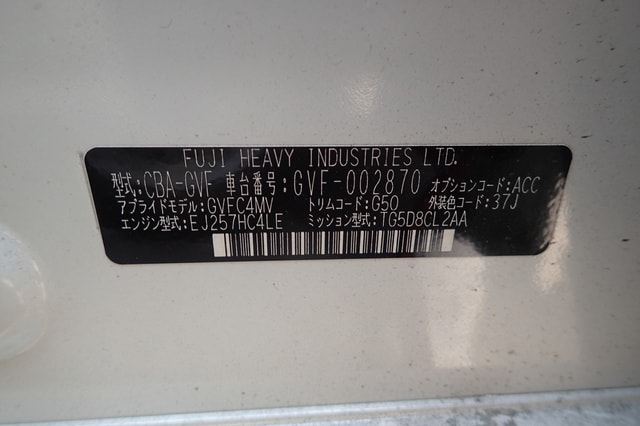 FUJI HEAVY INDUSTRIES LTD.
型式:CBA-GVF 車台番号:GVF-002870 オプションコード:ACC
アプライドモデル:GVFC4MV トリムコード:G50 外装色コード:37J
エンジン型式:EJ257HC4LE ミッション型式:TG5D8CL2AA